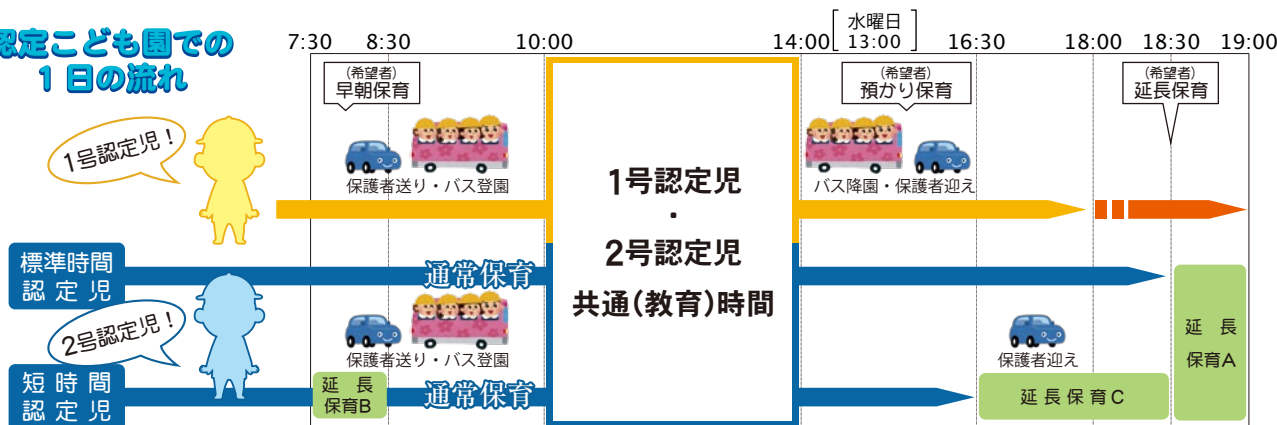 認定こども園での
1日の流れ
7:30
8:30
10:00
14:00
水曜日
13:00
16:30
18:00
18:30
19:00
(希望者)
早朝保育
(希望者)
預かり保育
(希望者)
延長保育
1号認定児！
保護者送り・バス登園
バス降園・保護者迎え
1号認定児
・
2号認定児
共通(教育)時間
標準時間
認定児
通常保育
2号認定児！
保護者送り・バス登園
保護者迎え
延長
保育A
短時間
認定児
延長
保育B
通常保育
延長保育C